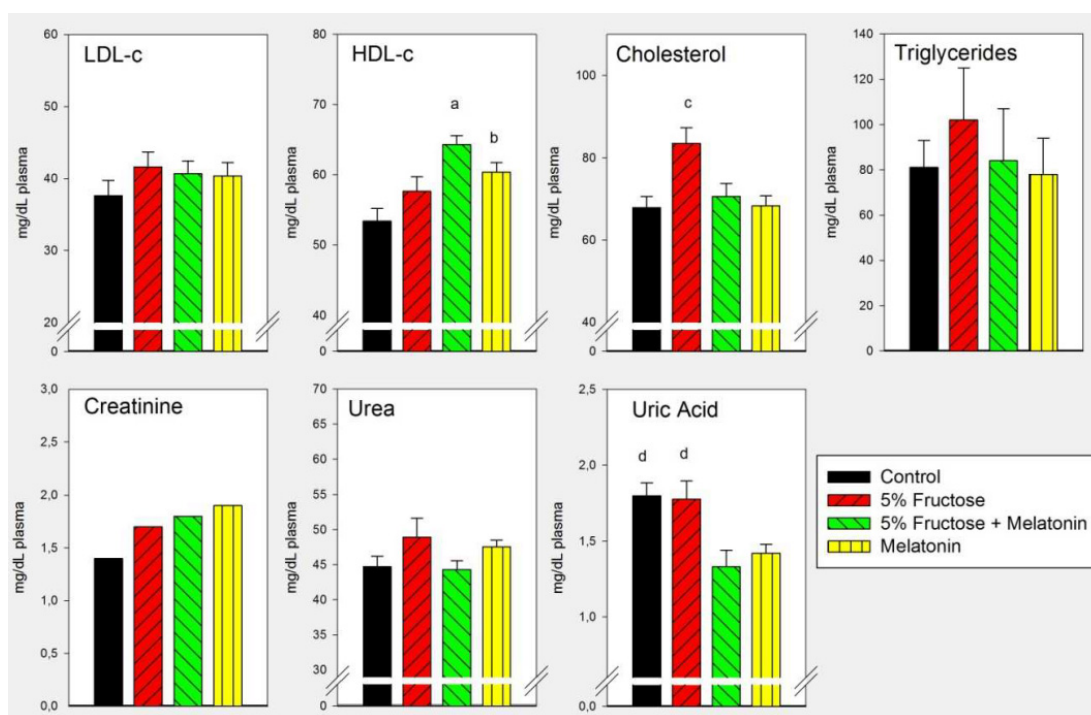 LDL-c
60
50
40
30
20
0
mg/dL plasma
HDL-c
a
b
80
70
60
50
40
0
mg/dL plasma
Cholesterol
c
100
80
60
40
0
mg/dL plasma
Triglycerides
140
120
100
80
60
40
20
0
mg/dL plasma
Creatinine
3,0
2,5
2,0
1,5
1,0
0,5
0,0
mg/dL plasma
Urea
70
65
60
55
50
45
40
35
30
0
mg/dL plasma
Uric Acid
d d
2,5
2,0
1,5
1,0
0,0
mg/dL plasma
Control
5% Fructose
5% Fructose + Melatonin
Melatonin